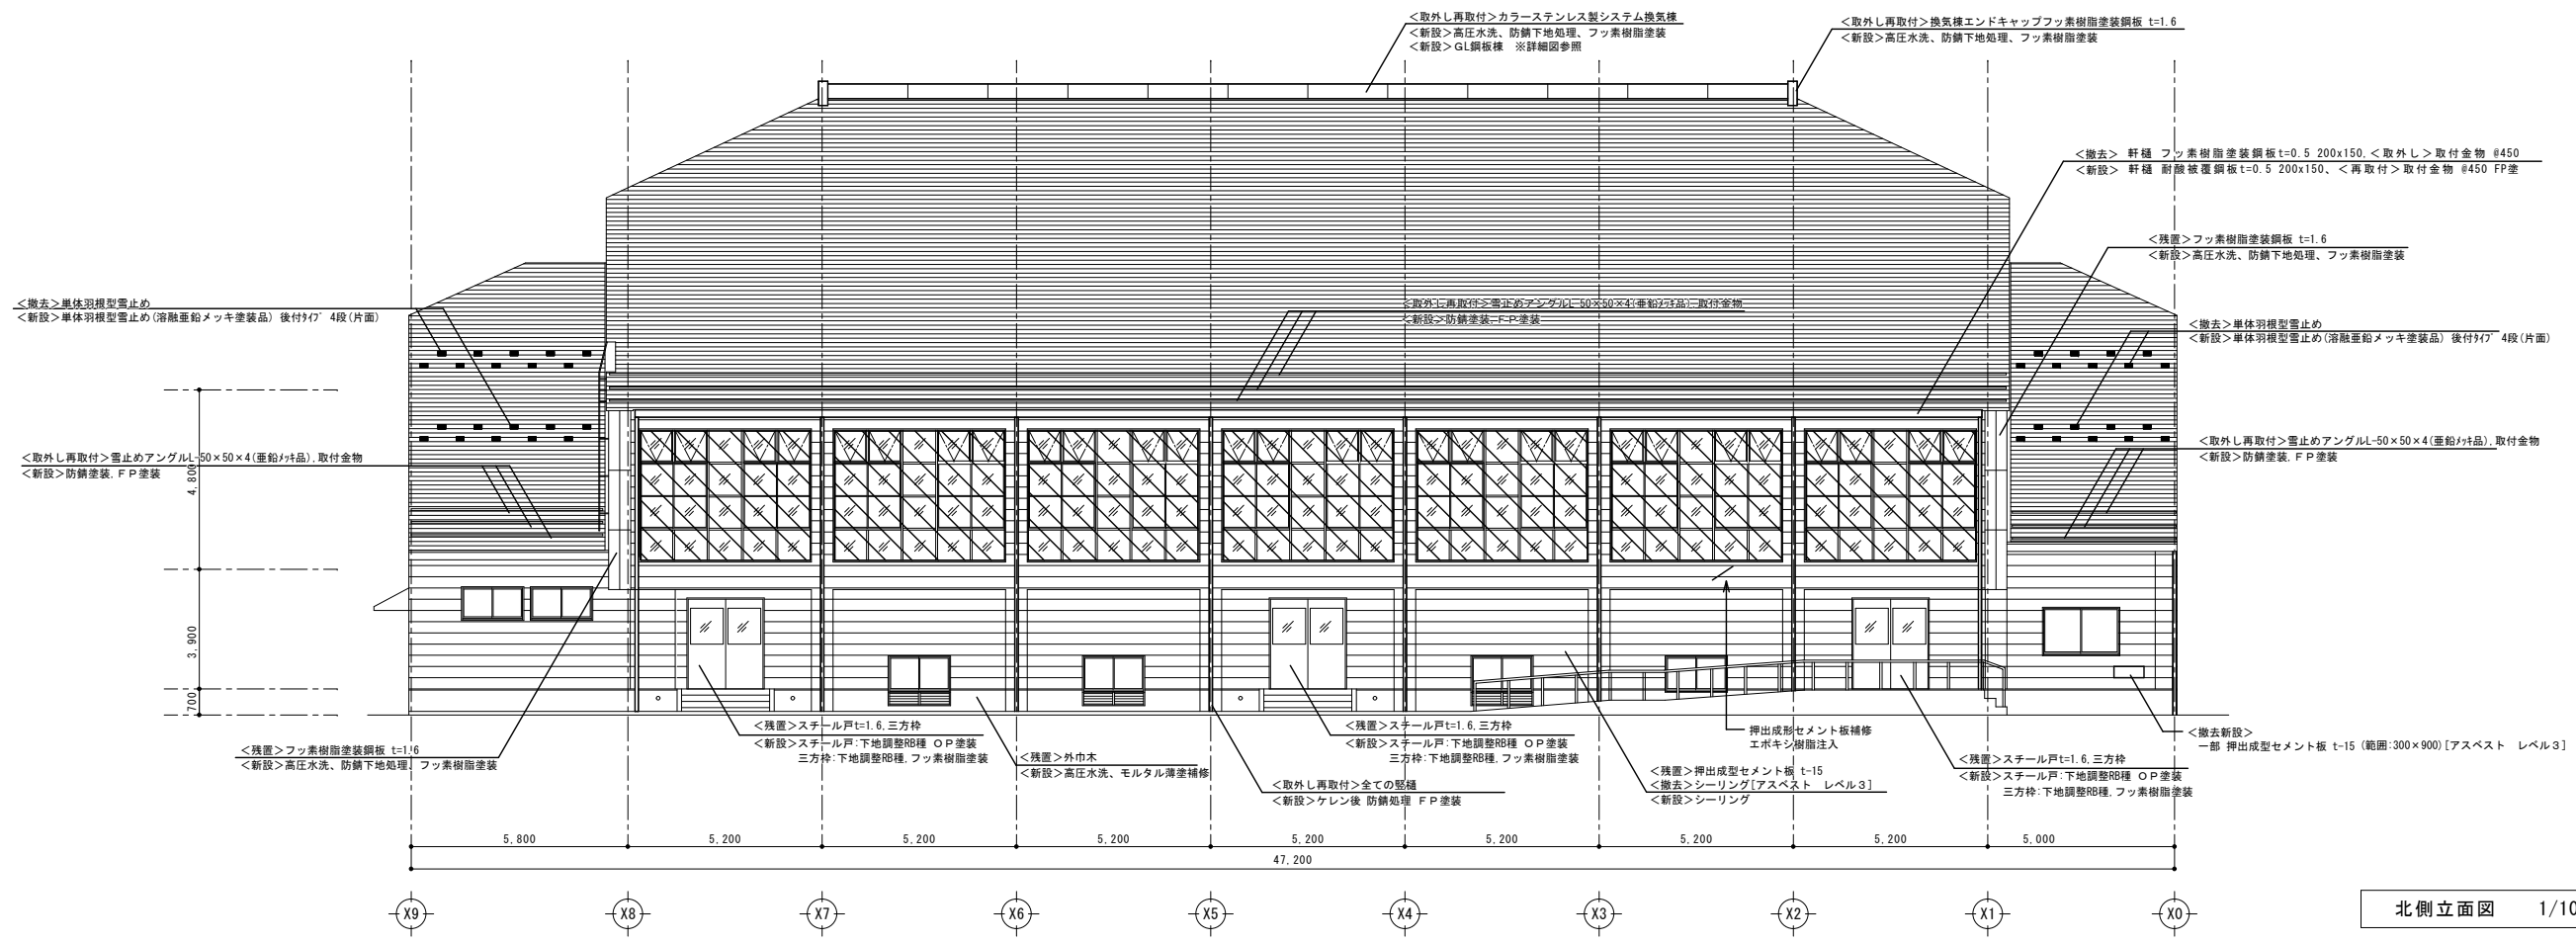 <取外し再取付>カラーステンレス製システム換気棟
<新設>高圧水洗、防錆下地処理、フッ素樹脂塗装
<新設>GL鋼板棟　※詳細図参照
<取外し再取付>換気棟エンドキャップフッ素樹脂塗装鋼板 t=1.6
<新設>高圧水洗、防錆下地処理、フッ素樹脂塗装
<撤去> 軒樋 フッ素樹脂塗装鋼板t=0.5 200x150,<取外し>取付金物 @450
<新設> 軒樋 耐酸被覆鋼板t=0.5 200x150、<再取付>取付金物 @450 FP塗
<残置>フッ素樹脂塗装鋼板 t=1.6
<新設>高圧水洗、防錆下地処理、フッ素樹脂塗装
<撤去>単体羽根型雪止め
<新設>単体羽根型雪止め(溶融亜鉛メッキ塗装品) 後付ﾀｲﾌﾟ 4段(片面)
<取外し再取付>雪止めアングルL-50×50×4(亜鉛ﾒｯｷ品),取付金物
<新設>防錆塗装,ＦＰ塗装
<撤去>単体羽根型雪止め
<新設>単体羽根型雪止め(溶融亜鉛メッキ塗装品) 後付ﾀｲﾌﾟ 4段(片面)
<取外し再取付>雪止めアングルL-50×50×4(亜鉛ﾒｯｷ品),取付金物
<新設>防錆塗装,ＦＰ塗装
<取外し再取付>雪止めアングルL-50×50×4(亜鉛ﾒｯｷ品),取付金物
<新設>防錆塗装,ＦＰ塗装
4,800
3,900
700
<残置>フッ素樹脂塗装鋼板 t=1.6
<新設>高圧水洗、防錆下地処理、フッ素樹脂塗装
<残置>スチール戸t=1.6,三方枠
<新設>スチール戸:下地調整RB種 ＯＰ塗装
三方枠:下地調整RB種,フッ素樹脂塗装
<残置>外巾木
<新設>高圧水洗、モルタル薄塗補修
<取外し再取付>全ての竪樋
<新設>ケレン後 防錆処理 ＦＰ塗装
<残置>スチール戸t=1.6,三方枠
<新設>スチール戸:下地調整RB種 ＯＰ塗装
三方枠:下地調整RB種,フッ素樹脂塗装
押出成形セメント板補修
エポキシ樹脂注入
<残置>押出成型セメント板 t-15
<撤去>シーリング[アスベスト　レベル３]
<新設>シーリング
<残置>スチール戸t=1.6,三方枠
<新設>スチール戸:下地調整RB種 ＯＰ塗装
三方枠:下地調整RB種,フッ素樹脂塗装
<撤去新設>
一部 押出成型セメント板 t-15 (範囲:300×900)[アスベスト　レベル３]
5,800 5,200 5,200 5,200 5,200 5,200 5,200 5,200 5,000
47,200
X9 X8 X7 X6 X5 X4 X3 X2 X1 X0
北側立面図　1/10